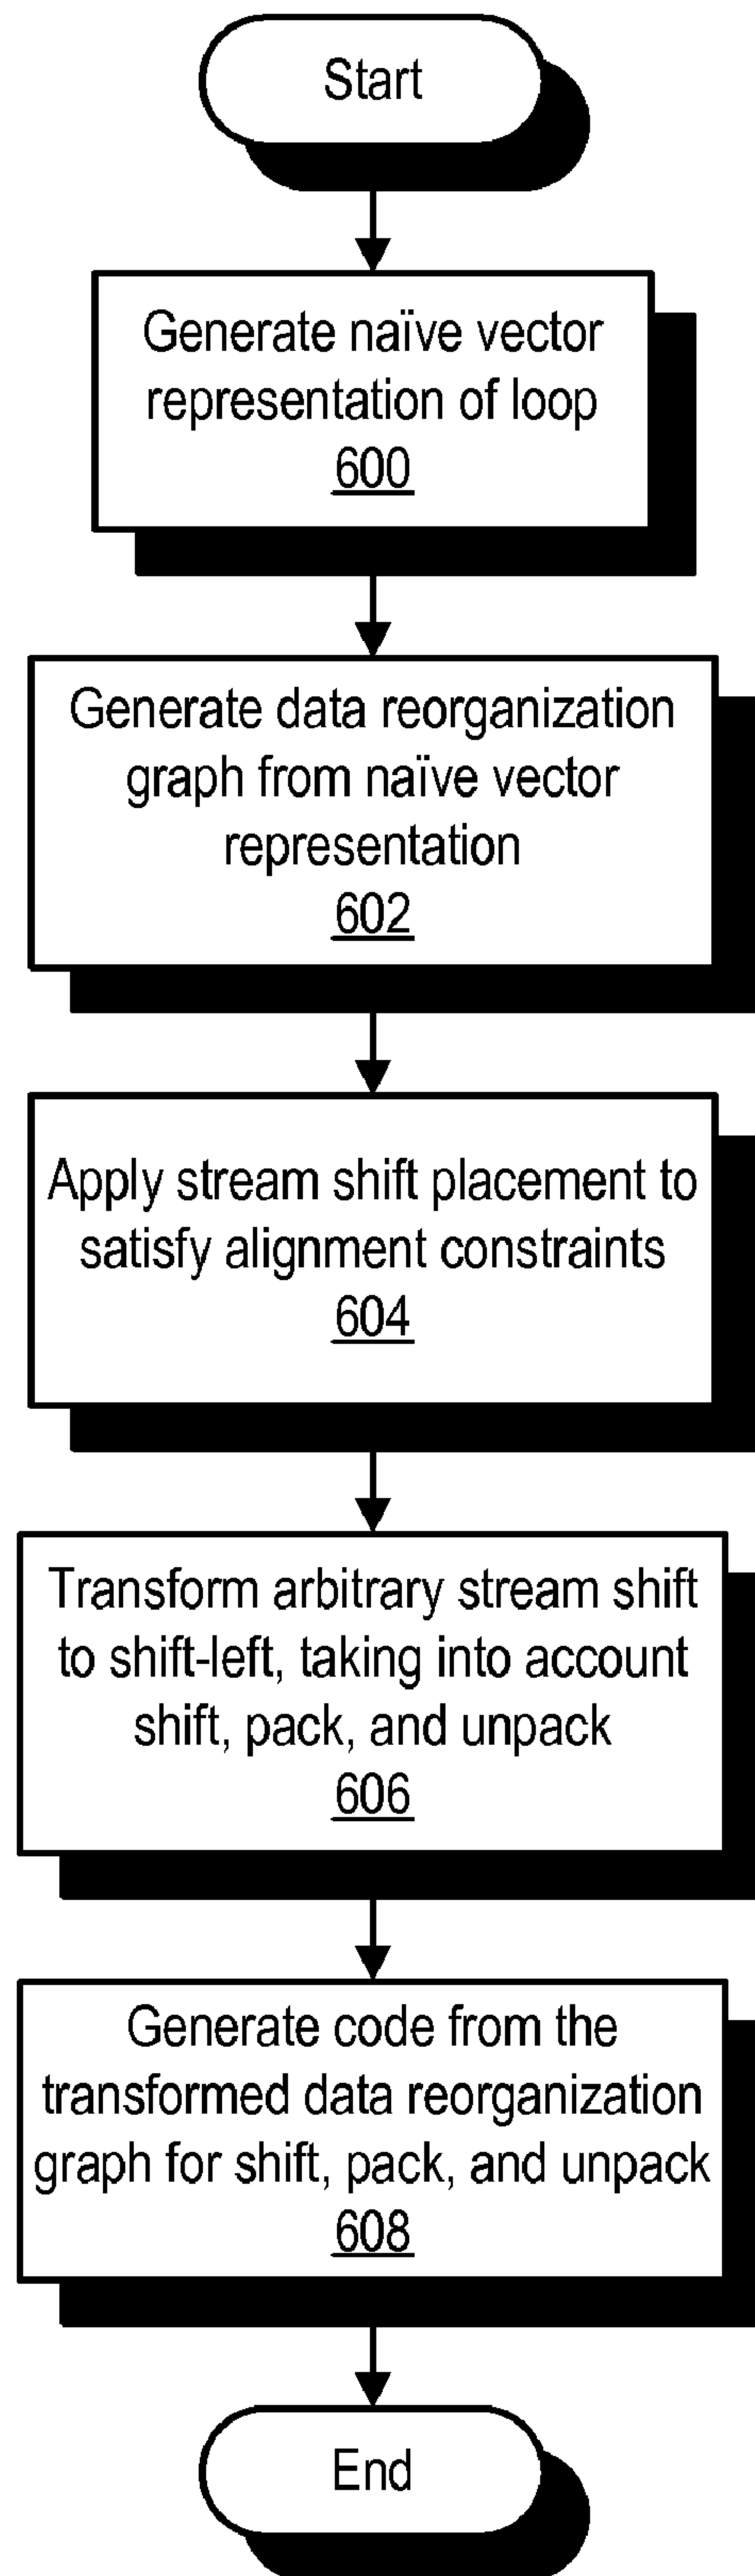 Start
Generate naïve vector
representation of loop
600
Generate data reorganization
graph from naïve vector
representation
602
Apply stream shift placement to
satisfy alignment constraints
604
Transform arbitrary stream shift
to shift-left, taking into account
shift, pack, and unpack
606
Generate code from the
transformed data reorganization
graph for shift, pack, and unpack
608
End